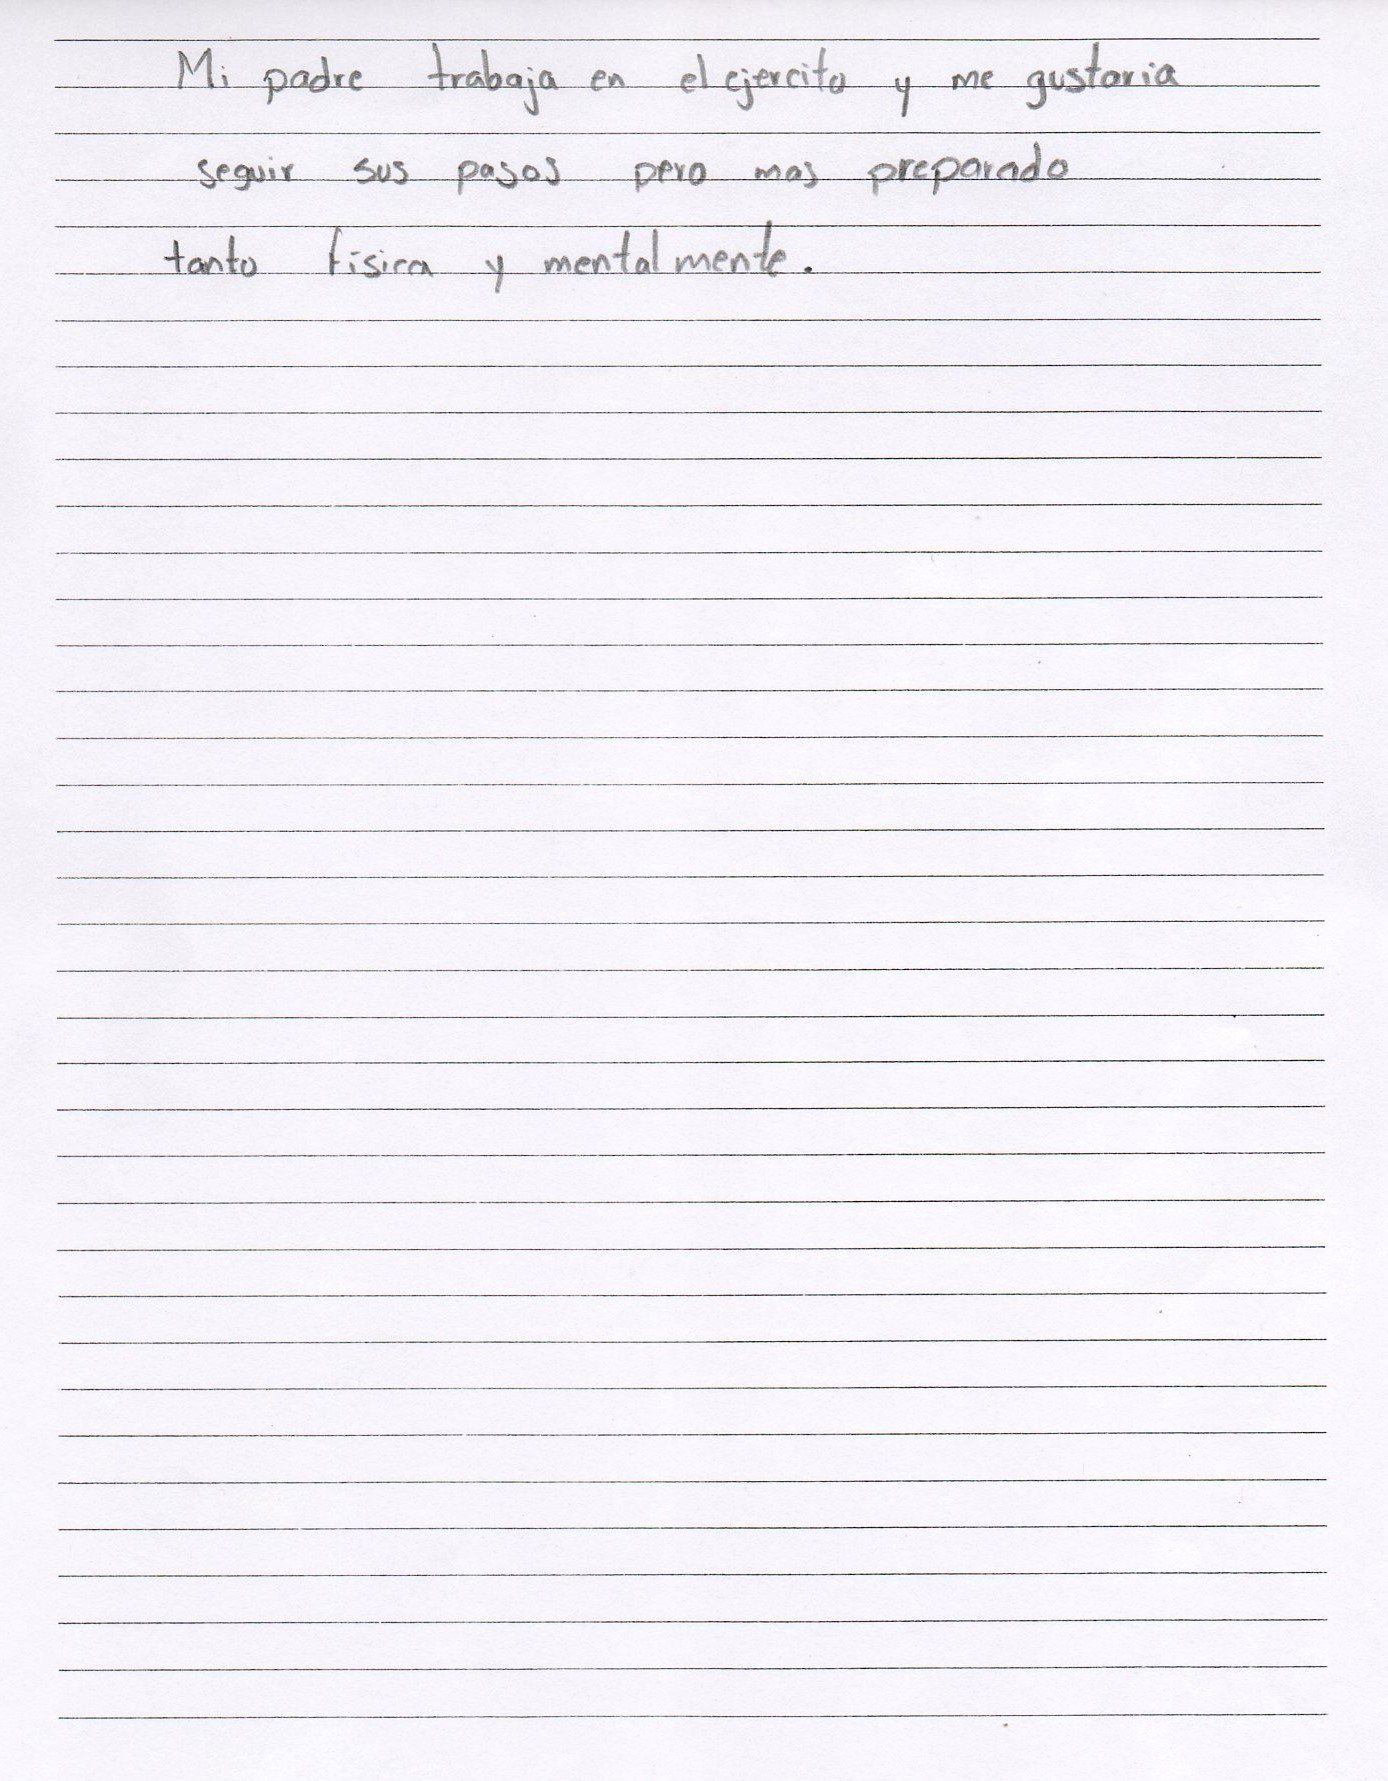 Mi padre trabaja en el ejercito y me gustaria
seguir sus pasos pero mas preparado
tanto fisica y mentalmente.